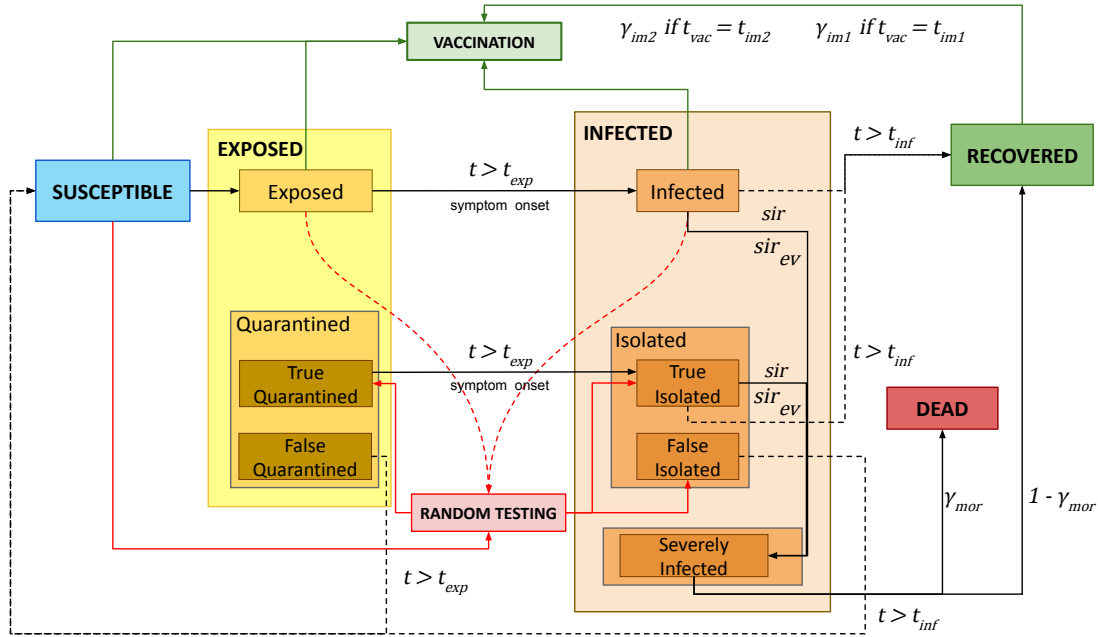 VACCINATION
γim2 if tvac = tim2
γim1 if tvac = tim1
EXPOSED
INFECTED
t > tinf
RECOVERED
SUSCEPTIBLE
Exposed
t > texp
symptom onset
Infected
sir
sirev
Quarantined
True
Quarantined
False
Quarantined
t > texp
symptom onset
Isolated
True
Isolated
False
Isolated
sir
sirev
t > tinf
DEAD
RANDOM TESTING
γmor
1 - γmor
Severely
Infected
t > texp
t > tinf